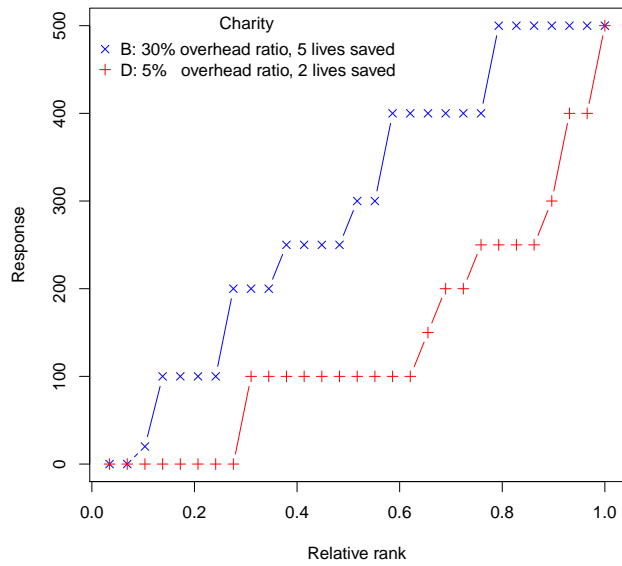 Charity
B: 30% overhead ratio, 5 lives saved
D: 5% overhead ratio, 2 lives saved
500
400
300
200
100
0
Response
0.0 0.2 0.4 0.6 0.8 1.0
Relative rank